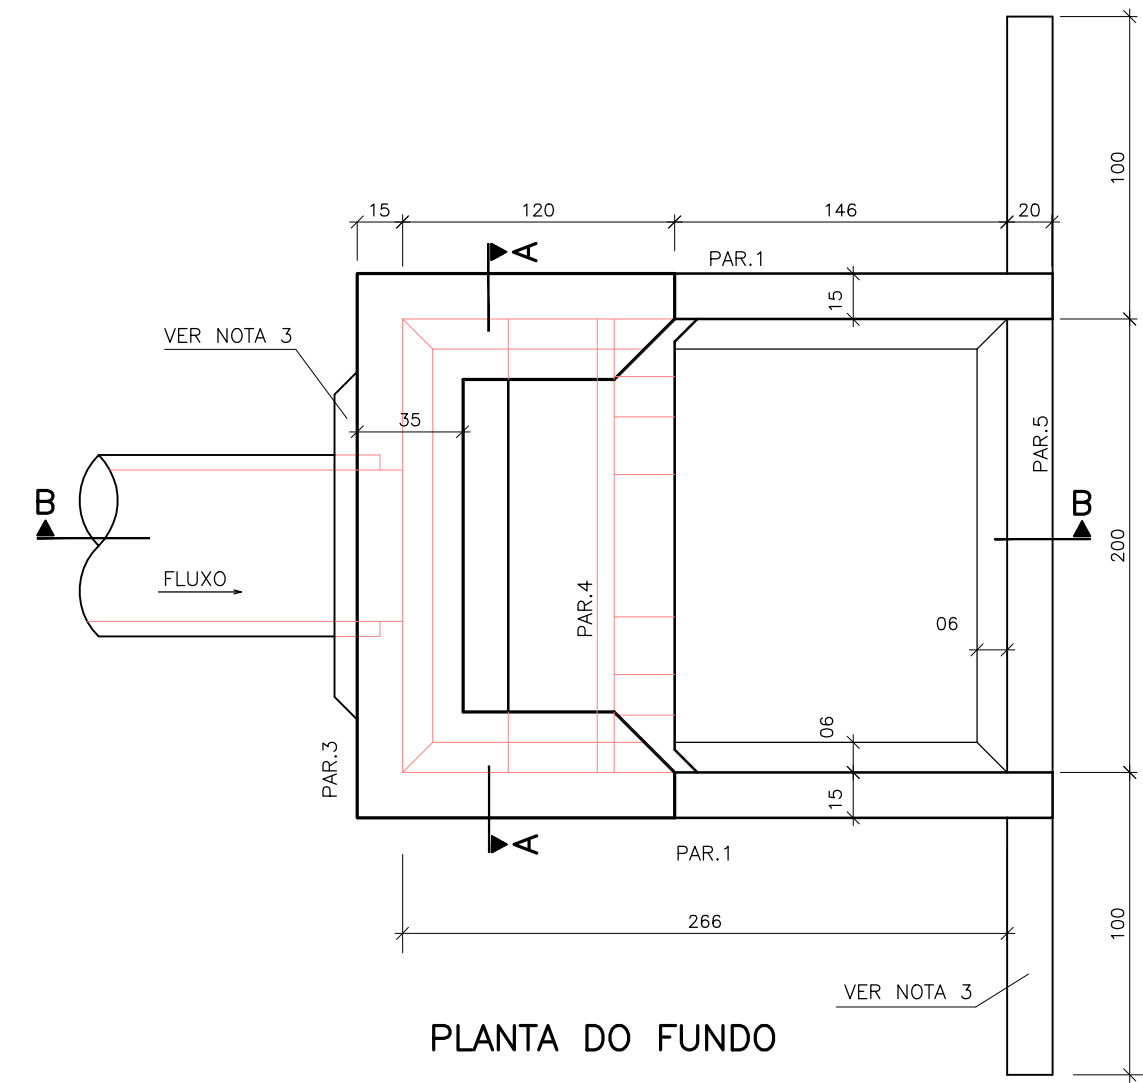 100
15
120
146
20
A
PAR.1
15
VER NOTA 3
35
PAR.5
B
B
200
FLUXO
PAR.4
06
06
PAR.3
15
A
PAR.1
266
100
VER NOTA 3
PLANTA DO FUNDO